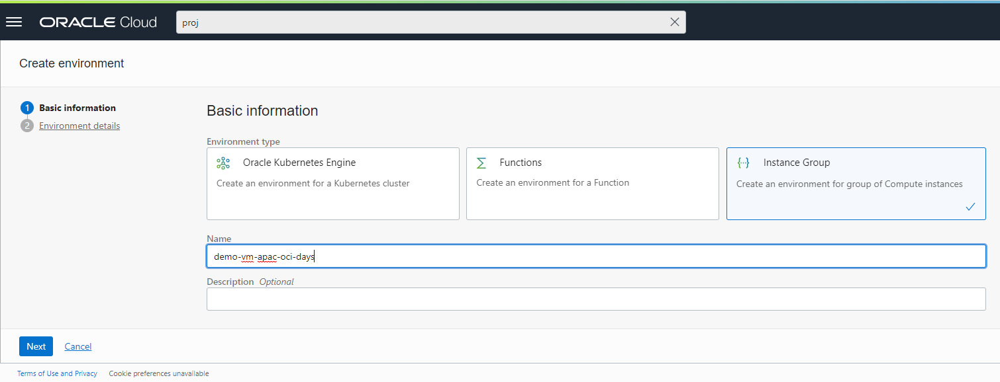 ORACLE Cloud
proj
Create environment
1 Basic information
2 Environment details
Basic information
Environment type
Oracle Kubernetes Engine
Create an environment for a Kubernetes cluster
Functions
Create an environment for a Function
Instance Group
Create an environment for group of Compute instances
Name
demo-vm-apac-oci-days
Description Optional
Next Cancel
Terms of Use and Privacy Cookie preferences unavailable